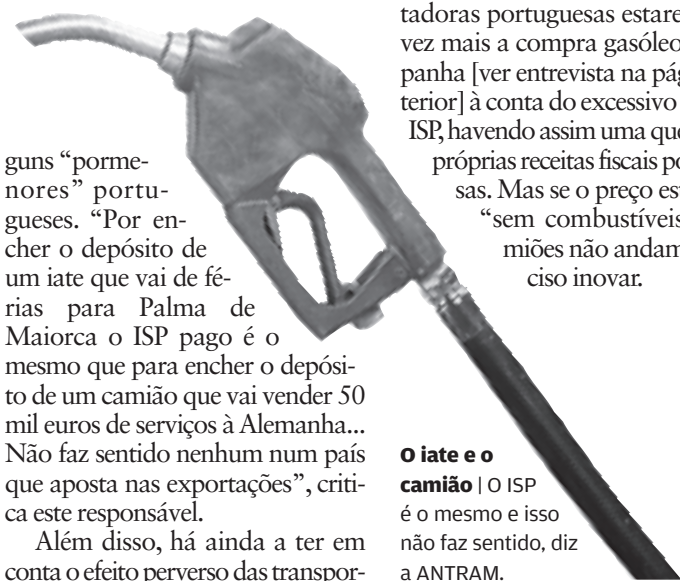 guns “porme-
nores” portu-
gueses. “Por en-
cher o depósito de
um iate que vai de fé-
rias para Palma de
Maiorca o ISP pago é o
mesmo que para encher o depósi-
to de um camião que vai vender 50
mil euros de serviços à Alemanha...
Não faz sentido nenhum num país
que aposta nas exportações”, criti-
ca este responsável.
Além disso, há ainda a ter em
conta o efeito perverso das transpor-
tadoras portuguesas estare
vez mais a compra gasóleo
panha [ver entrevista na pág
terior] à conta do excessivo
ISP, havendo assim uma que
próprias receitas fiscais po
sas. Mas se o preço es
“sem combustíveis
miões não andam
ciso inovar.
O iate e o
camião | O ISP
é o mesmo e isso
não faz sentido, diz
a ANTRAM.